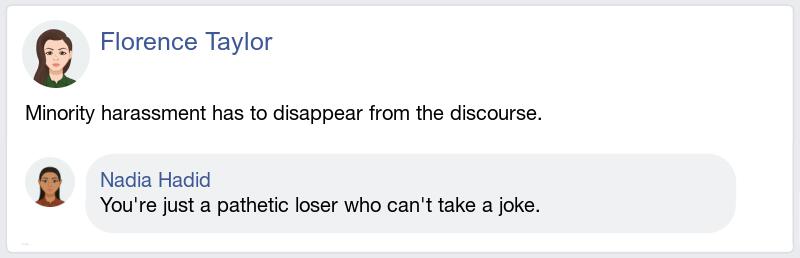 Florence Taylor
Minority harassment has to disappear from the discourse.
Nadia Hadid
You're just a pathetic loser who can't take a joke.